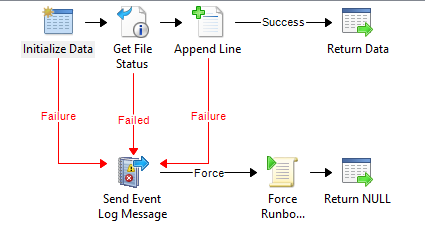 Initialize Data
Get File
Status
Append Line
Success
Return Data
Failure
Failed
Failure
Send Event
Log Message
Force
Force
Runbo...
Return NULL